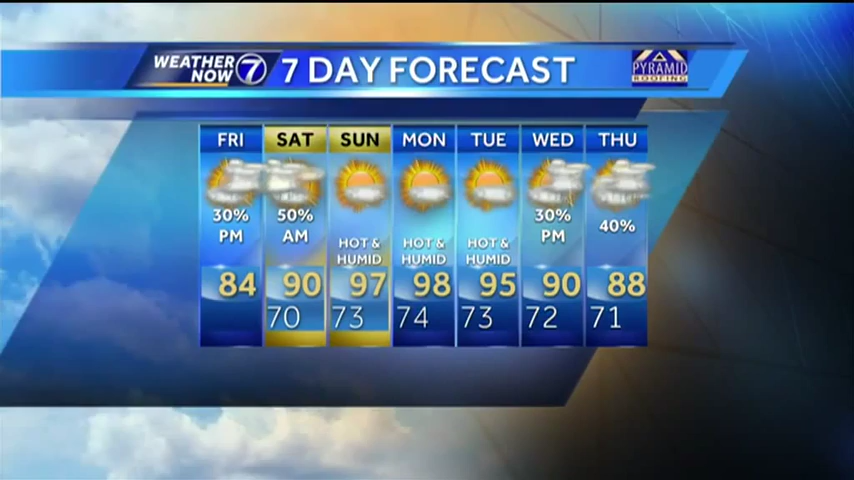 WEATHER NOW 7
7 DAY FORECAST
PYRAMID
ROOFING
FRI SAT SUN MON TUE WED THU
30% PM 50% AM HOT & HUMID HOT & HUMID HOT & HUMID 30% PM 40%
84 90 97 98 95 90 88
70 73 74 73 72 71